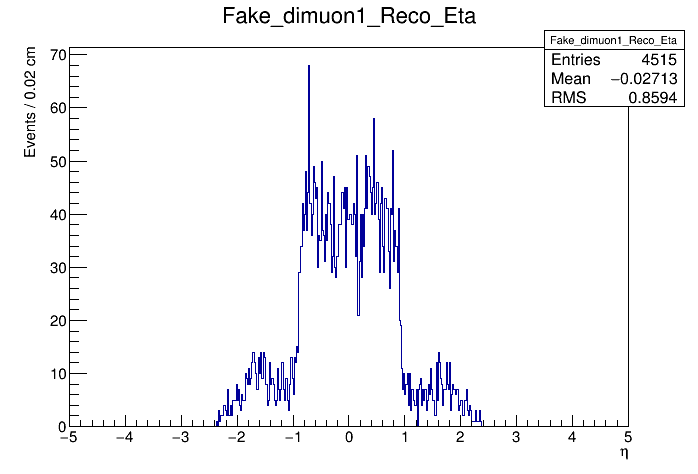 Fake_dimuon1_Reco_Eta
Fake_dimuon1_Reco_Eta
Entries 4515
Mean −0.02713
RMS 0.8594
Events / 0.02 cm
70
60
50
40
30
20
10
0
−5 −4 −3 −2 −1 0 1 2 3 4 5
η